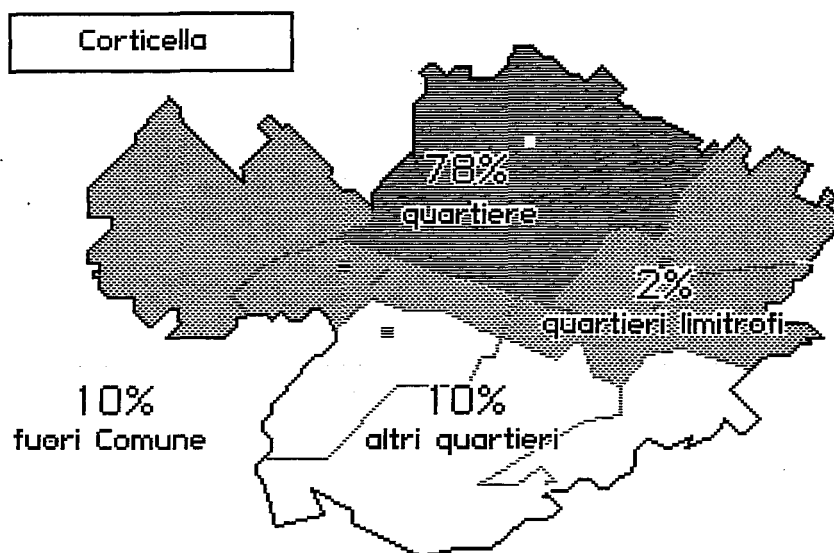 Corticella
78%
quartiere
2%
quartieri limitrofi
10%
fuori Comune
10%
altri quartieri